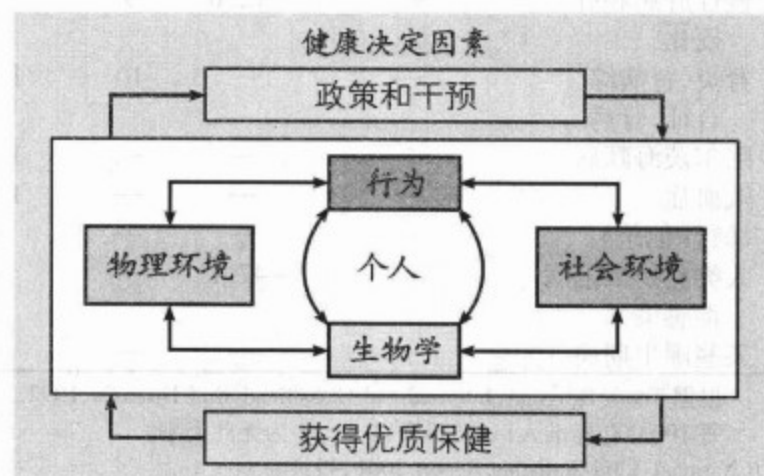 健康决定因素
政策和干预
行为
物理环境
个人
社会环境
生物学
获得优质保健